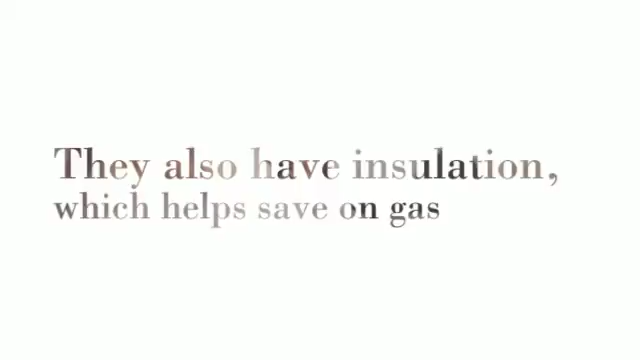 They also have insulation,
which helps save on gas